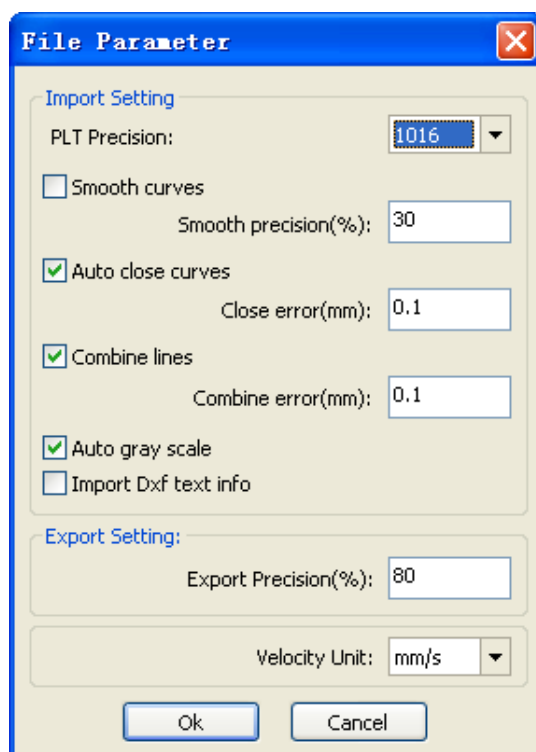 File Parameter
Import Setting
PLT Precision:
1016
Smooth curves
Smooth precision(%):
30
Auto close curves
Close error(mm):
0.1
Combine lines
Combine error(mm):
0.1
Auto gray scale
Import Dxf text info
Export Setting:
Export Precision(%):
80
Velocity Unit:
mm/s
Ok
Cancel